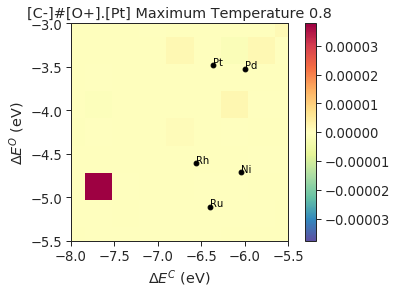 [C-]#[O+].[Pt] Maximum Temperature 0.8
−3.0
−3.5
−4.0
−4.5
−5.0
−5.5
ΔE^O (eV)
Pt
Pd
Rh
Ni
Ru
−8.0 −7.5 −7.0 −6.5 −6.0 −5.5
ΔE^C (eV)
0.00003
0.00002
0.00001
0.00000
−0.00001
−0.00002
−0.00003